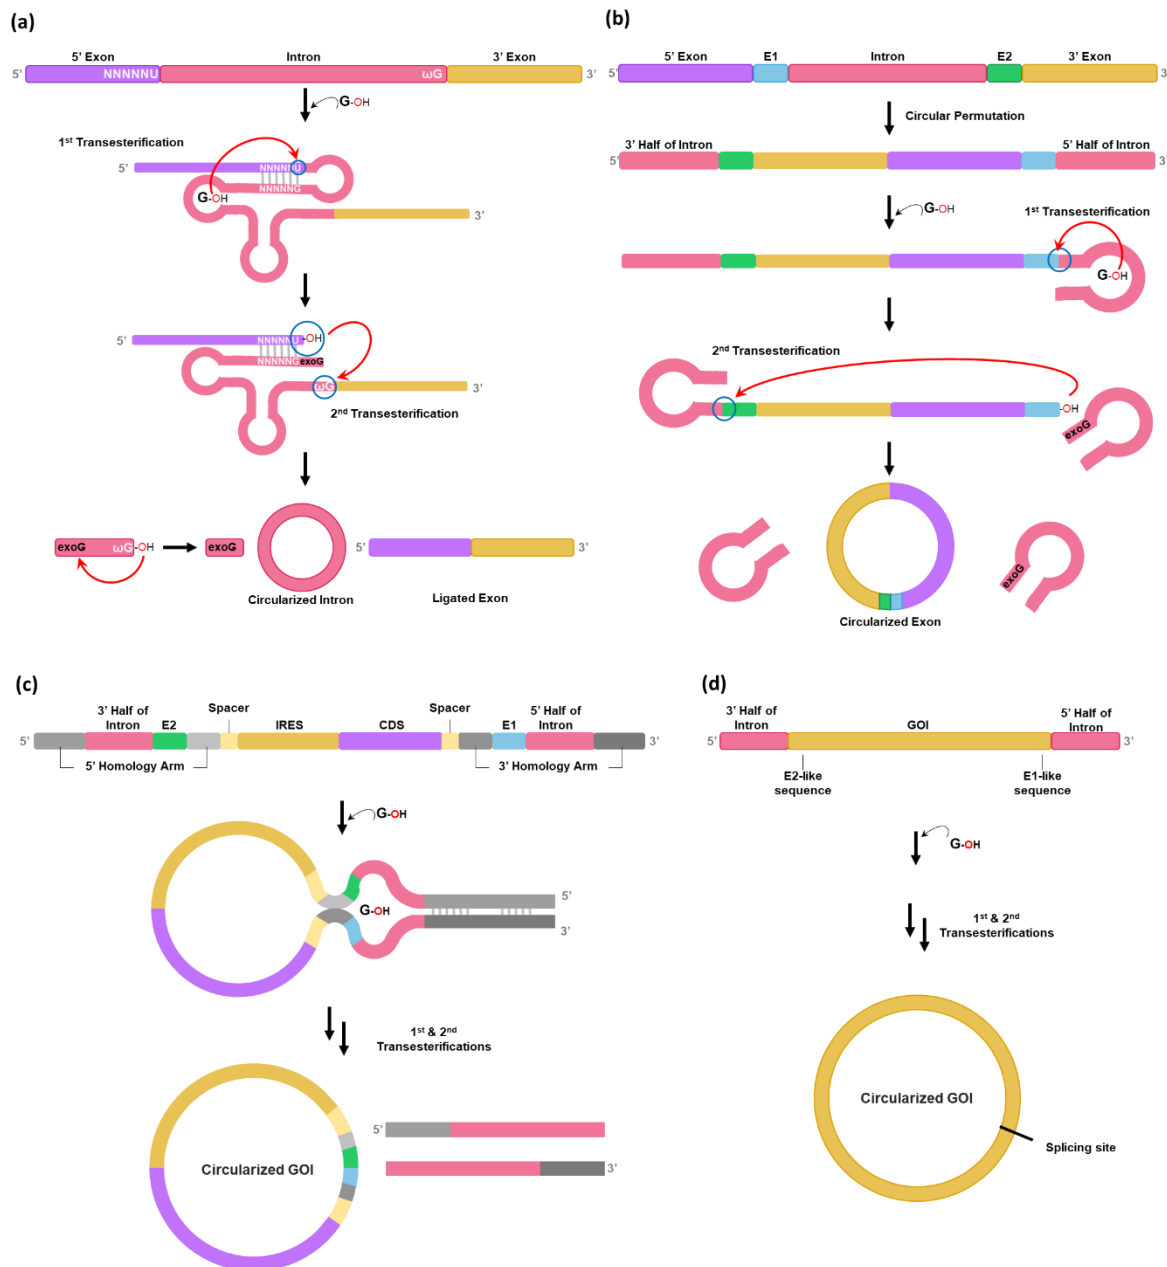 (a)
5' Exon
Intron
3' Exon
5'
NNNNNU
ωG
3'
G-OH
1st Transesterification
5'
NNNNNU
NNNNNG
G-OH
3'
5'
NNNNNU
-OH
NNNNNG
exoG
ωG
3'
2nd Transesterification
exoG
ωG-OH
exoG
5'
3'
Circularized Intron
Ligated Exon
(b)
5' Exon
E1
Intron
E2
3' Exon
5'
3'
Circular Permutation
3' Half of Intron
5' Half of Intron
5'
3'
G-OH
1st Transesterification
G-OH
2nd Transesterification
-OH
exoG
exoG
Circularized Exon
(c)
3' Half of
Intron
E2
Spacer
IRES
CDS
Spacer
E1
5' Half of
Intron
5'
3'
5' Homology Arm
3' Homology Arm
G-OH
G-OH
5'
3'
1st & 2nd
Transesterifications
Circularized GOI
5'
3'
(d)
3' Half of
Intron
GOI
5' Half of
Intron
5'
3'
E2-like
sequence
E1-like
sequence
G-OH
1st & 2nd
Transesterifications
Circularized GOI
Splicing site